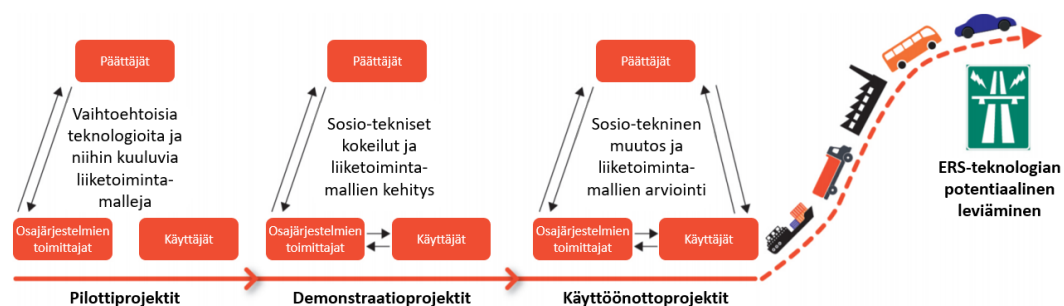 Päättäjät
Vaihtoehtoisia
teknologioita ja
niihin kuuluvia
liiketoiminta-
malleja
Osajärjestelmien
toimittajat
Käyttäjät
Pilottiprojektit
Päättäjät
Sosio-tekniset
kokeilut ja
liiketoiminta-
mallien kehitys
Osajärjestelmien
toimittajat
Käyttäjät
Demonstraatioprojektit
Päättäjät
Sosio-tekninen
muutos ja
liiketoiminta-
mallien arviointi
Osajärjestelmien
toimittajat
Käyttäjät
Käyttöönottoprojektit
ERS-teknologian
potentiaalinen
leviäminen